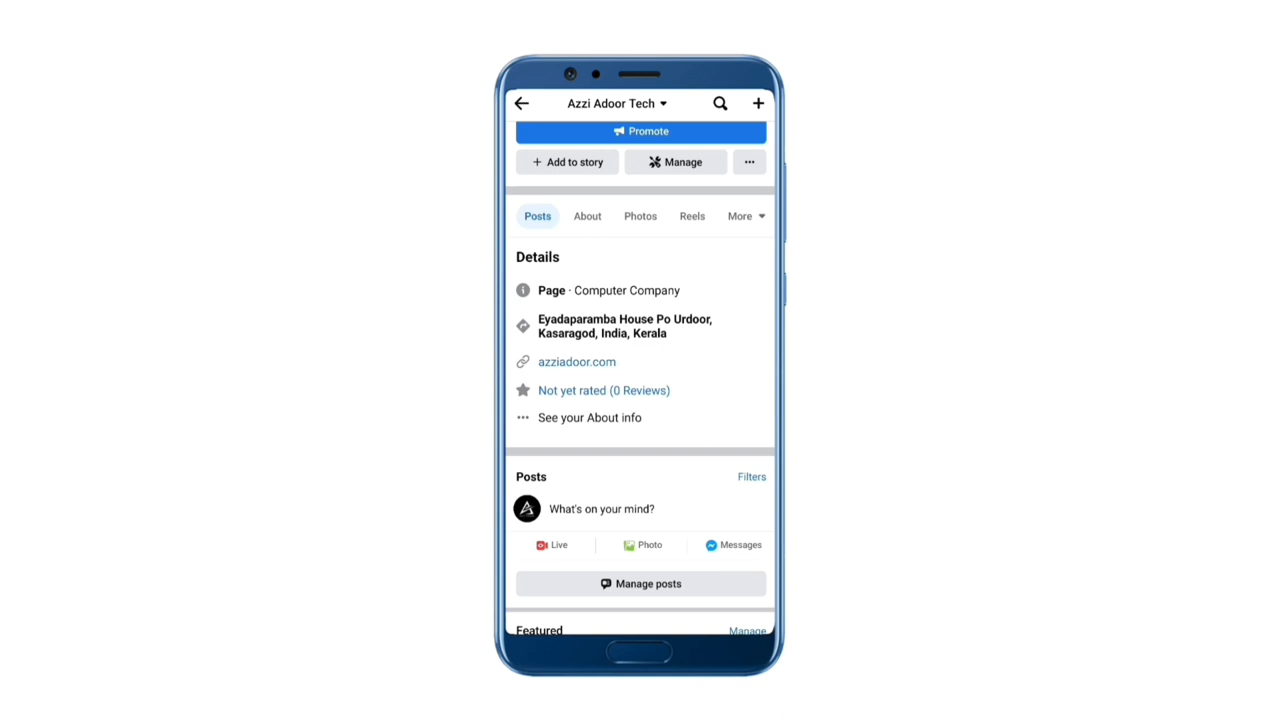 Azzi Adoor Tech
Promote
+ Add to story
Manage
Posts
About
Photos
Reels
More
Details
Page · Computer Company
Eyadaparamba House Po Urdoor,
Kasaragod, India, Kerala
azziadoor.com
Not yet rated (0 Reviews)
See your About info
Posts
Filters
What's on your mind?
Live
Photo
Messages
Manage posts
Featured
Manage